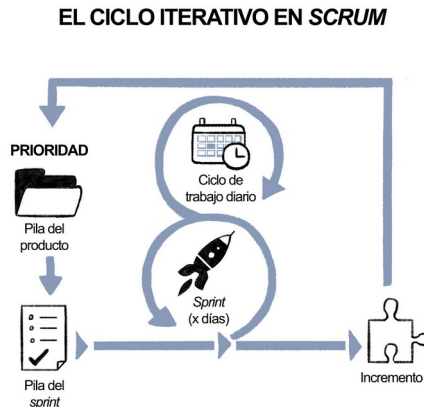 EL CICLO ITERATIVO EN SCRUM
PRIORIDAD
Pila del
producto
Ciclo de
trabajo diario
Sprint
(x días)
Pila del
sprint
Incremento